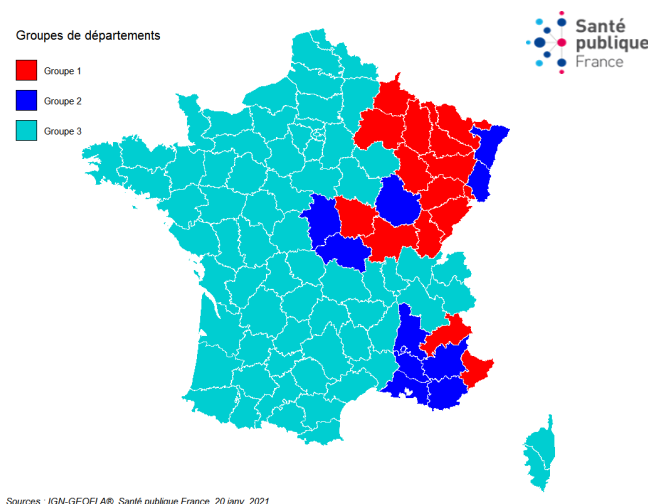 Groupes de départements
Groupe 1
Groupe 2
Groupe 3
Santé
publique
France
Sources : IGN-GEOFLA®, Santé publique France, 20 janv. 2021